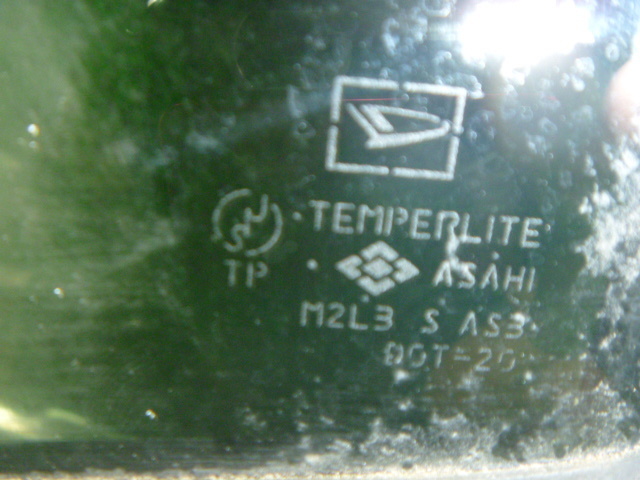 TEMPERLITE
TP ASAHI
M2L3 S AS3
DOT-20